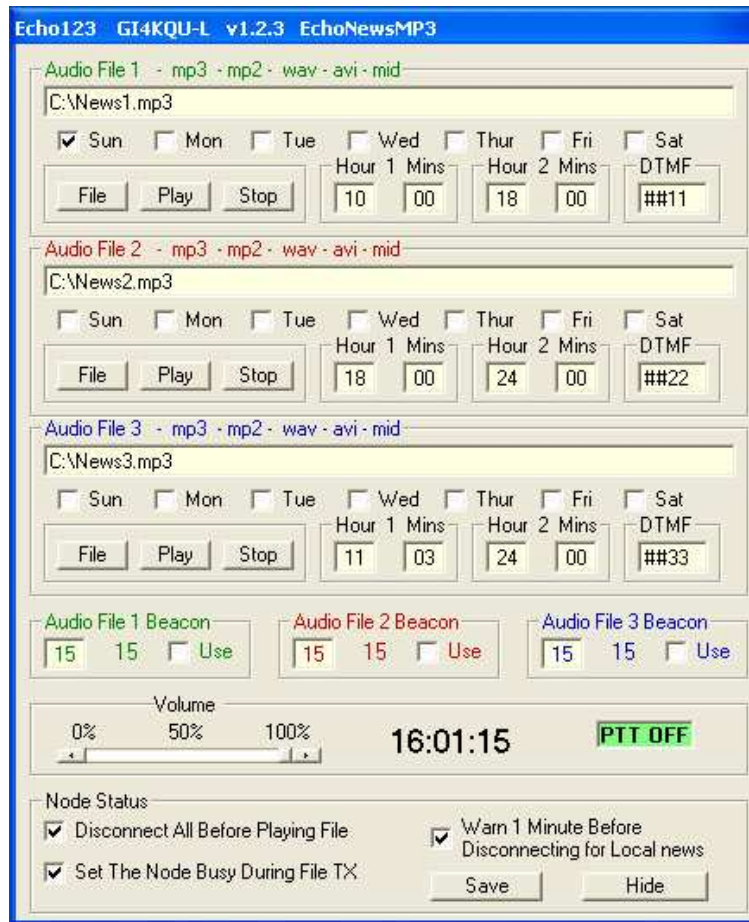 Echo123 GI4KQU-L v1.2.3 EchoNewsMP3
Audio File 1 - mp3 - mp2 - wav - avi - mid
C:\News1.mp3
Sun Mon Tue Wed Thur Fri Sat
Hour 1 Mins Hour 2 Mins DTMF
File Play Stop 10 00 18 00 ##11
Audio File 2 - mp3 - mp2 - wav - avi - mid
C:\News2.mp3
Sun Mon Tue Wed Thur Fri Sat
Hour 1 Mins Hour 2 Mins DTMF
File Play Stop 18 00 24 00 ##22
Audio File 3 - mp3 - mp2 - wav - avi - mid
C:\News3.mp3
Sun Mon Tue Wed Thur Fri Sat
Hour 1 Mins Hour 2 Mins DTMF
File Play Stop 11 03 24 00 ##33
Audio File 1 Beacon Audio File 2 Beacon Audio File 3 Beacon
15 15 Use 15 15 Use 15 15 Use
Volume
0% 50% 100% 16:01:15 PTT OFF
Node Status
Disconnect All Before Playing File
Warn 1 Minute Before
Disconnecting for Local news
Set The Node Busy During File TX
Save Hide